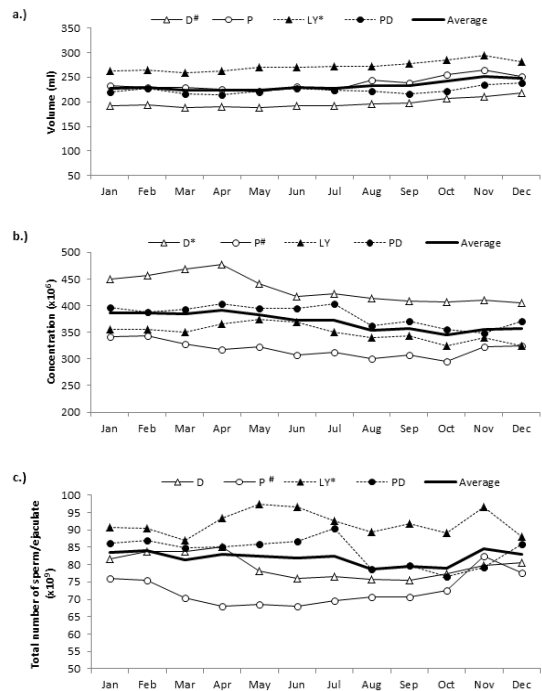 a.)
D# P LY* PD Average
Volume (ml)
350
300
250
200
150
100
50
Jan Feb Mar Apr May Jun Jul Aug Sep Oct Nov Dec
b.)
D* P# LY PD Average
Concentration (x10⁶)
500
450
400
350
300
250
200
Jan Feb Mar Apr May Jun Jul Aug Sep Oct Nov Dec
c.)
D P # LY* PD Average
Total number of sperm/ejaculate
(x10⁹)
100
95
90
85
80
75
70
65
60
55
50
Jan Feb Mar Apr May Jun Jul Aug Sep Oct Nov Dec